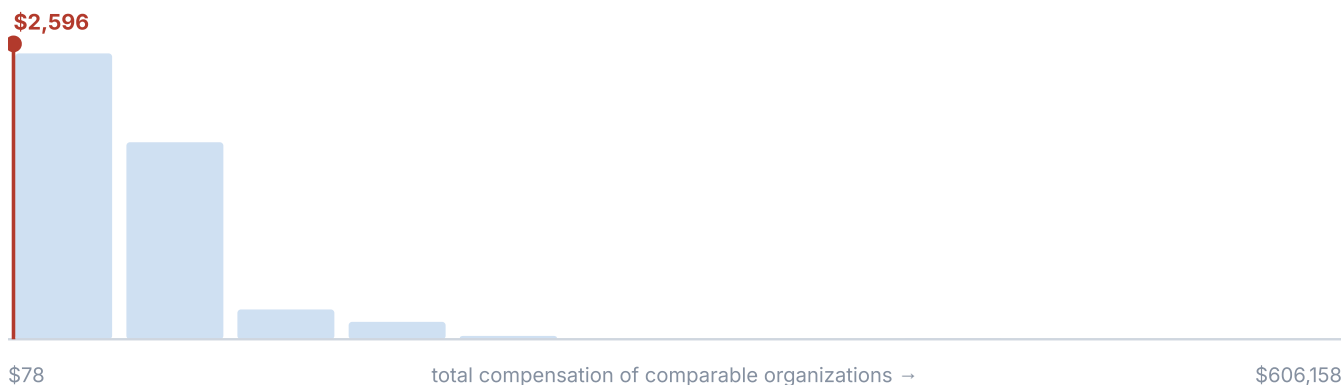 $2,596
$78 total compensation of comparable organizations → $606,158